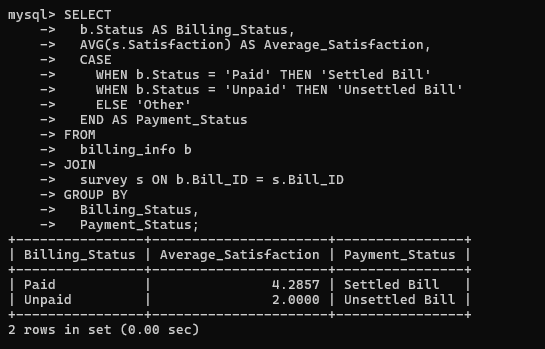 mysql> SELECT
    ->   b.Status AS Billing_Status,
    ->   AVG(s.Satisfaction) AS Average_Satisfaction,
    ->   CASE
    ->     WHEN b.Status = 'Paid' THEN 'Settled Bill'
    ->     WHEN b.Status = 'Unpaid' THEN 'Unsettled Bill'
    ->     ELSE 'Other'
    ->   END AS Payment_Status
    -> FROM
    ->   billing_info b
    -> JOIN
    ->   survey s ON b.Bill_ID = s.Bill_ID
    -> GROUP BY
    ->   Billing_Status,
    ->   Payment_Status;
+----------------+----------------------+----------------+
| Billing_Status | Average_Satisfaction | Payment_Status |
+----------------+----------------------+----------------+
| Paid           |               4.2857 | Settled Bill   |
| Unpaid         |               2.0000 | Unsettled Bill |
+----------------+----------------------+----------------+
2 rows in set (0.00 sec)